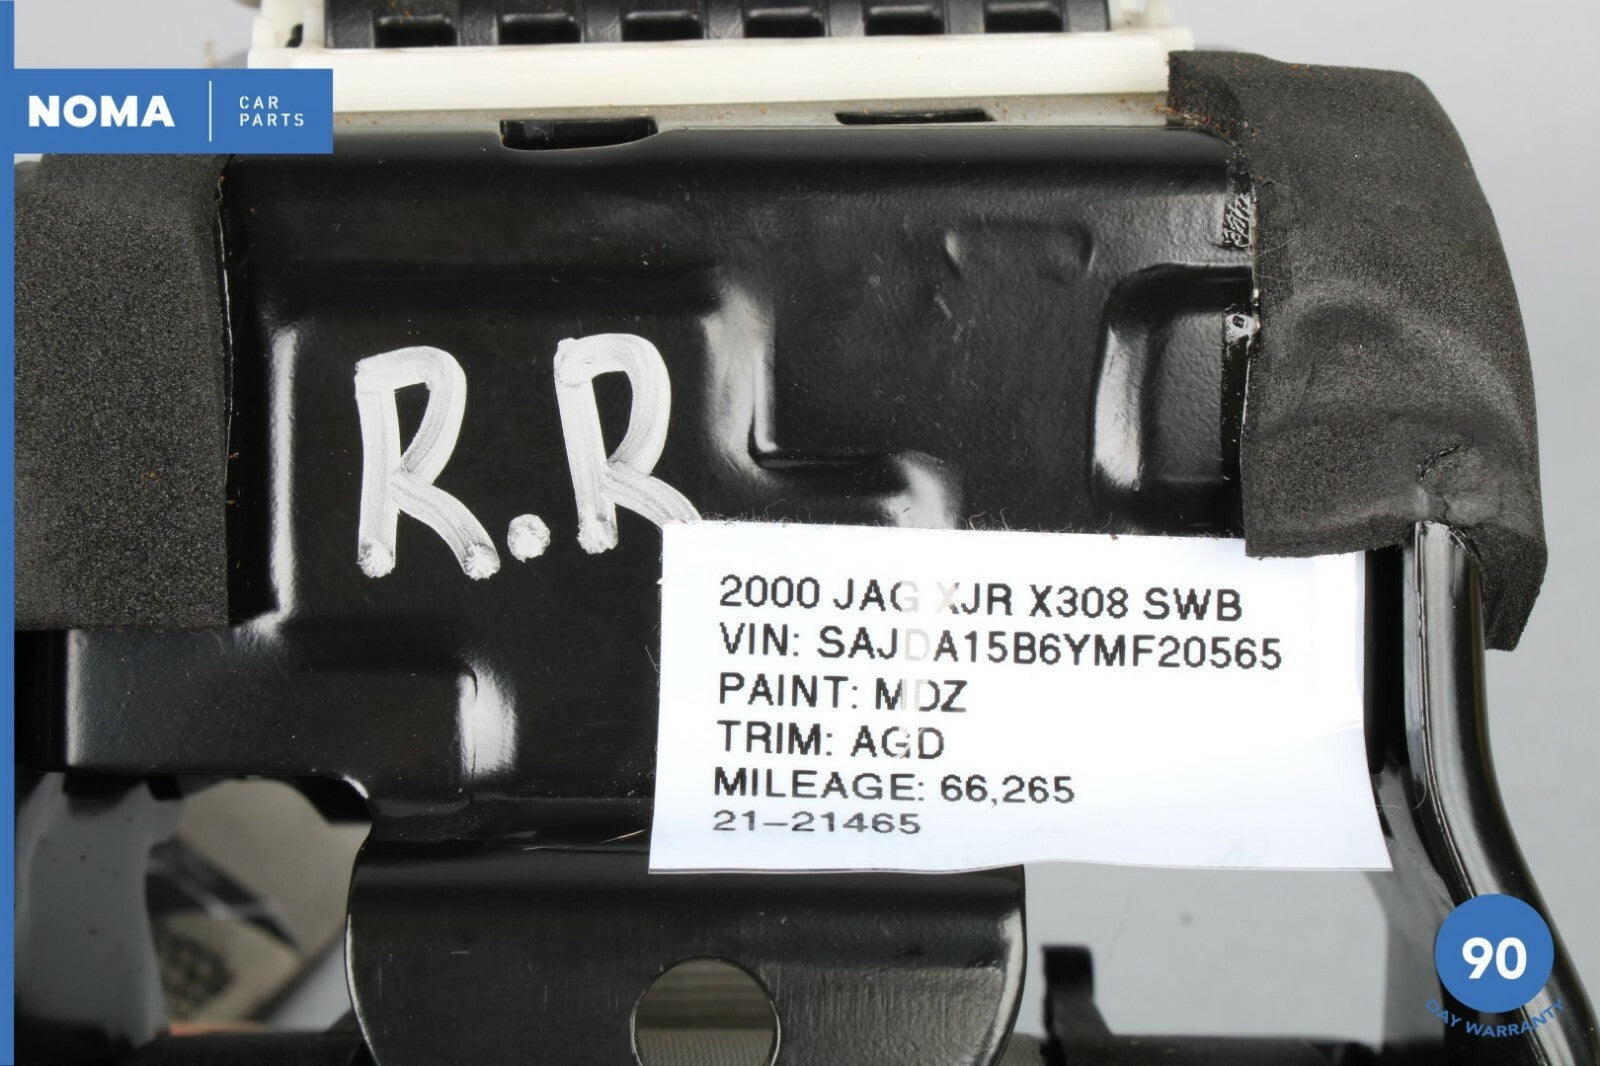 NOMA
CAR
PARTS
R.R
2000 JAG XJR X308 SWB
VIN: SAJDA15B6YMF20565
PAINT: MDZ
TRIM: AGD
MILEAGE: 66,265
21-21465
90
DAY WARRANTY